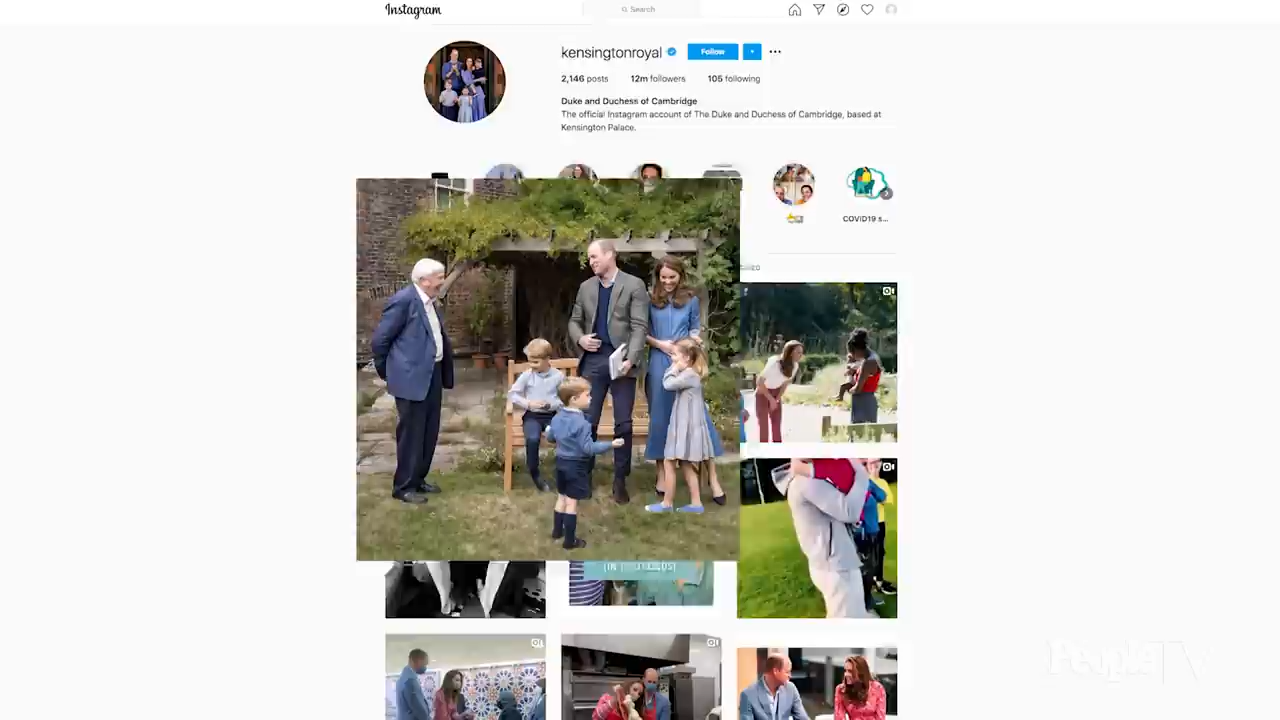 Instagram
Search
kensingtonroyal
Follow
2,146 posts 12m followers 105 following
Duke and Duchess of Cambridge
The official Instagram account of The Duke and Duchess of Cambridge, based at
Kensington Palace.
COVID19 s...
PeopleTV